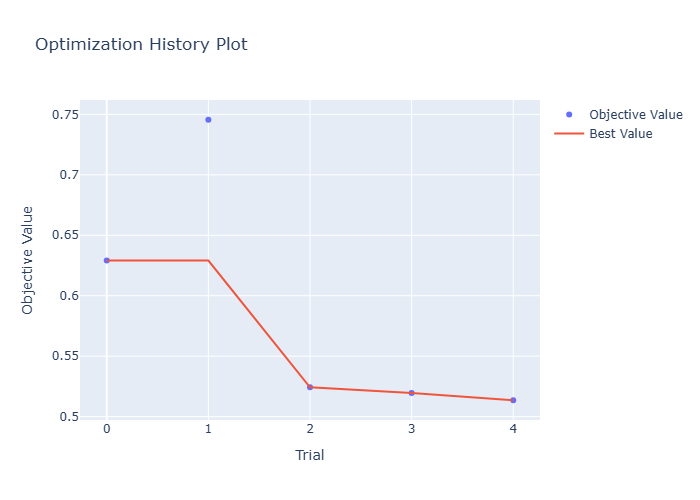 Optimization History Plot
Objective Value
Best Value
0.75
0.7
0.65
0.6
0.55
0.5
Objective Value
0
1
2
3
4
Trial